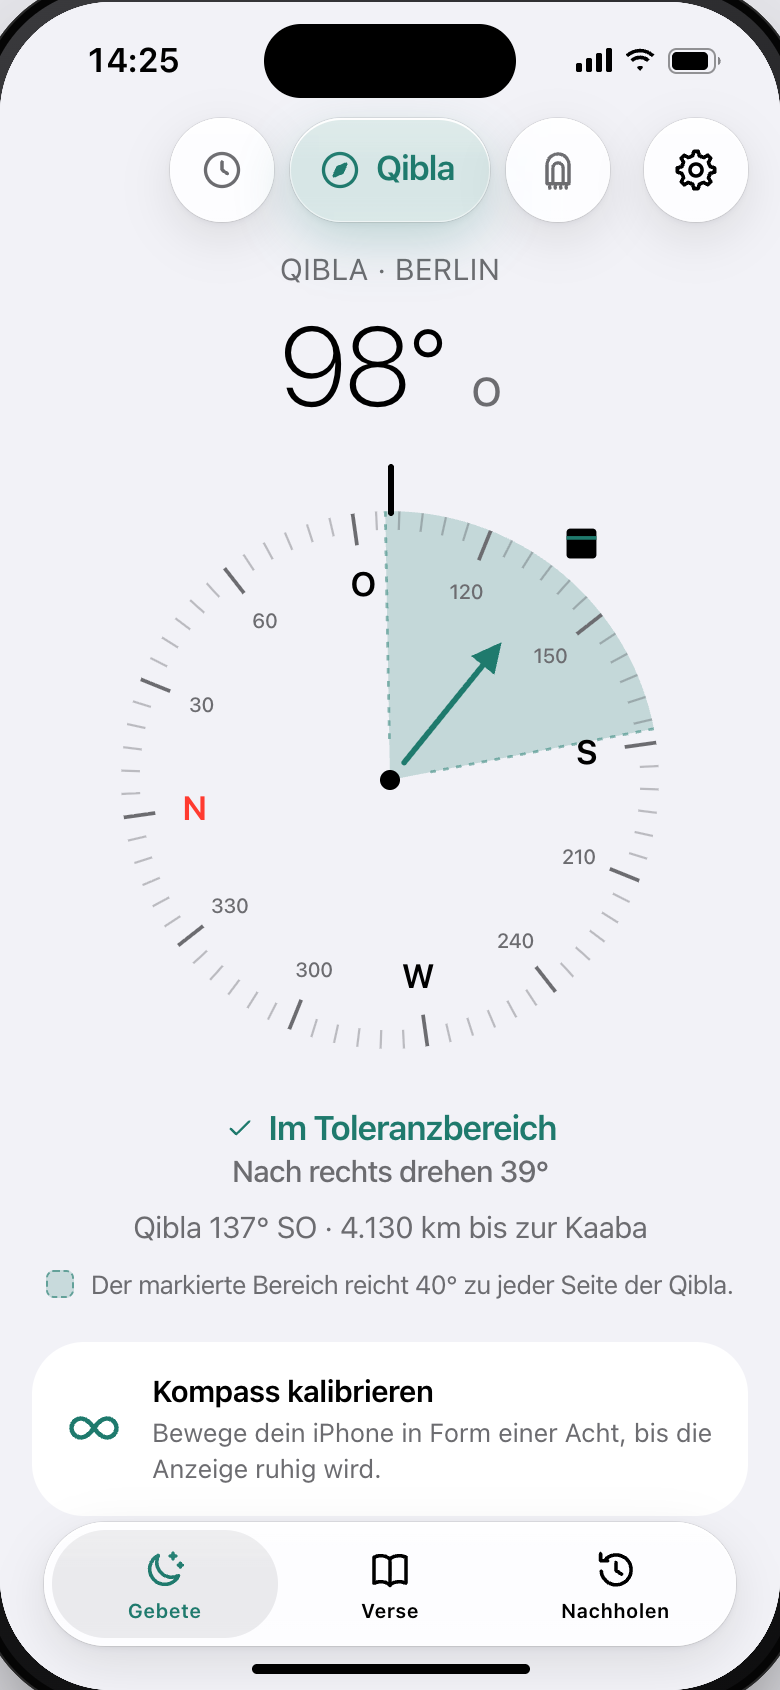 14:25
Qibla
QIBLA · BERLIN
98° O
O
120
60
150
30
S
N
210
330
240
300
W
Im Toleranzbereich
Nach rechts drehen 39°
Qibla 137° SO · 4.130 km bis zur Kaaba
Der markierte Bereich reicht 40° zu jeder Seite der Qibla.
Kompass kalibrieren
Bewege dein iPhone in Form einer Acht, bis die
Anzeige ruhig wird.
Gebete
Verse
Nachholen